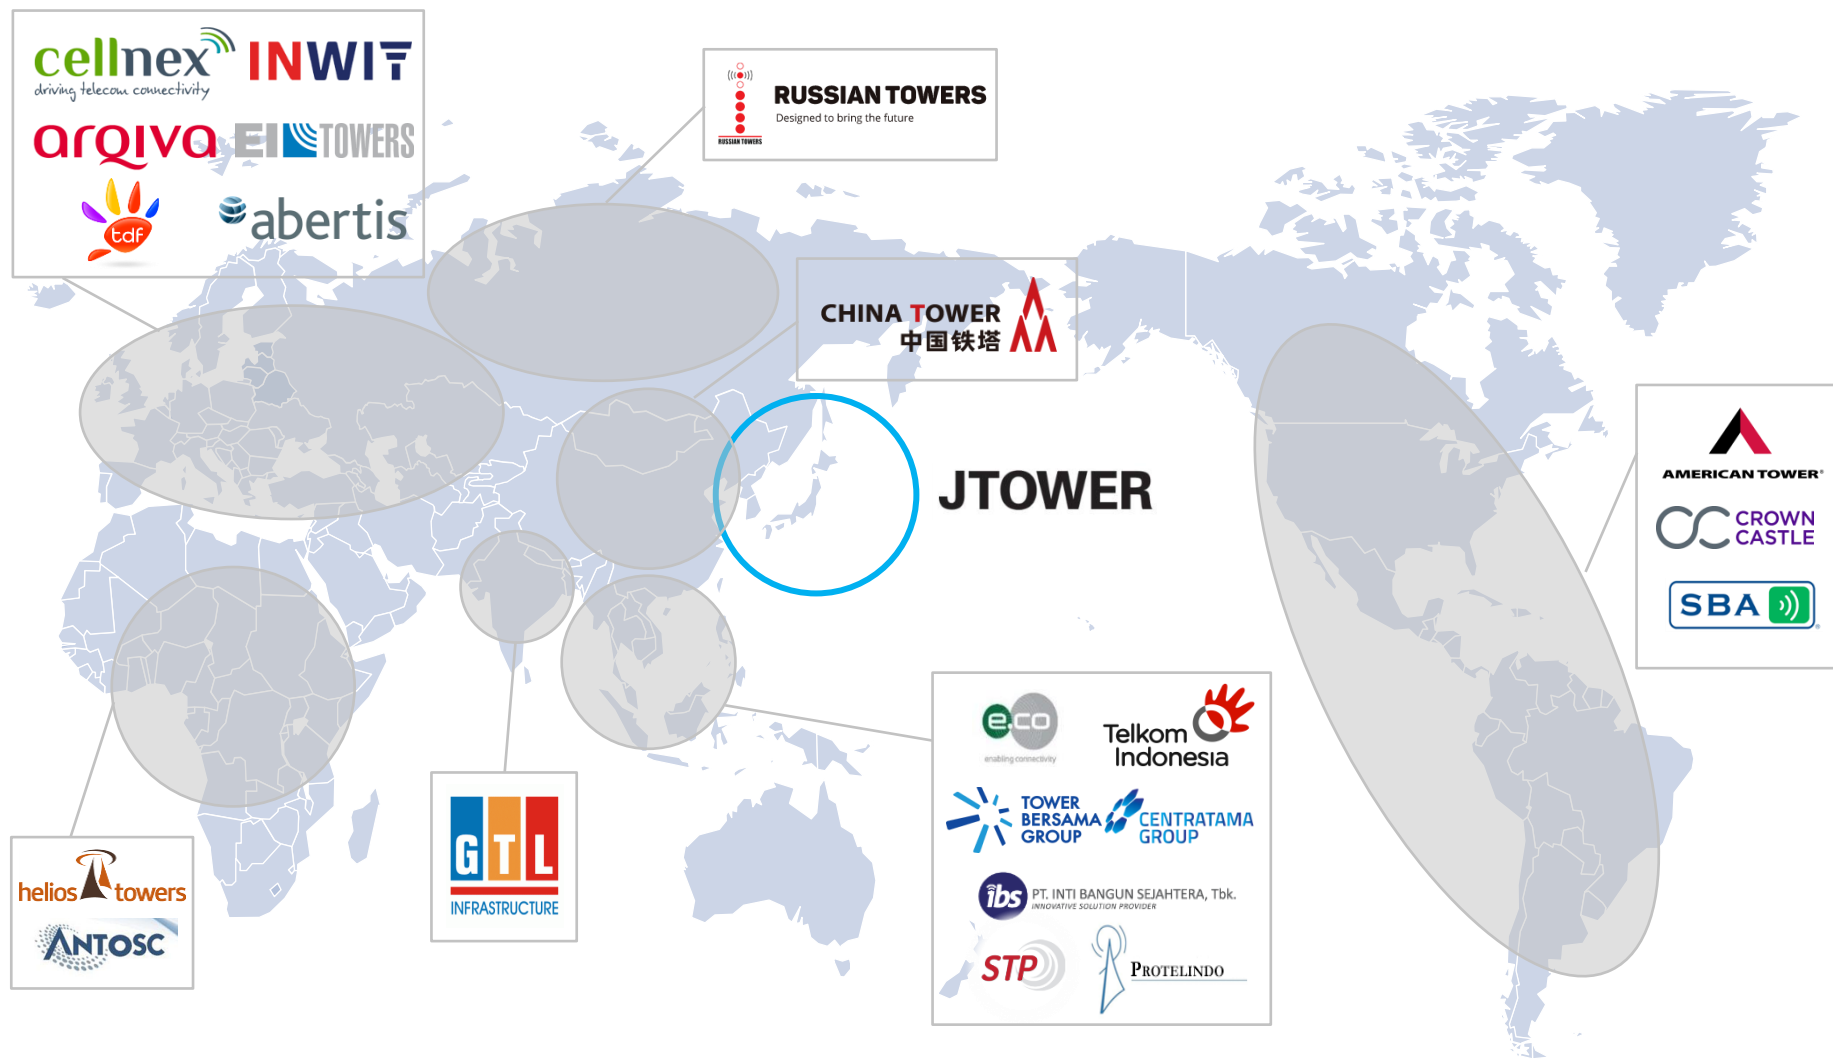 cellnex
driving telecom connectivity
INWIT
arqiva
EI TOWERS
tdf
abertis
RUSSIAN TOWERS
Designed to bring the future
RUSSIAN TOWERS
CHINA TOWER
中国铁塔
JTOWER
AMERICAN TOWER®
CROWN
CASTLE
SBA
helios towers
ANTOSC
GTL
INFRASTRUCTURE
e.co
enabling connectivity
Telkom
Indonesia
TOWER
BERSAMA
GROUP
CENTRATAMA
GROUP
ibs
PT. INTI BANGUN SEJAHTERA, Tbk.
INNOVATIVE SOLUTION PROVIDER
STP
PROTELINDO